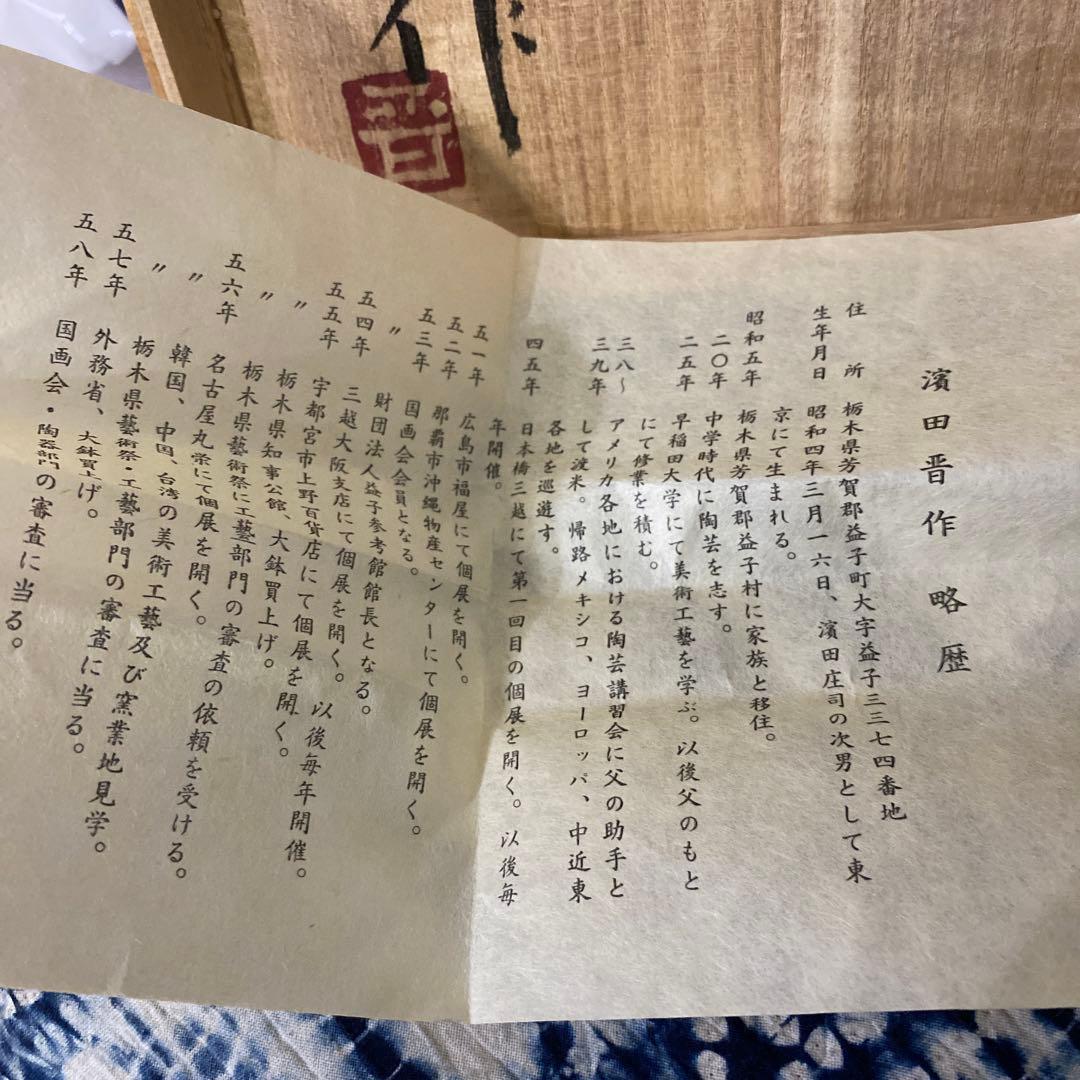 作
晋
濱田晋作 略歴
住所 栃木県芳賀郡益子町大字益子三三七四番地
生年月日 昭和四年三月一六日、濱田庄司の次男として東
京にて生まれる。
昭和五年 栃木県芳賀郡益子村に家族と移住。
二〇年 中学時代に陶芸を志す。
二五年 早稲田大学にて美術工藝を学ぶ。以後父のもと
にて修業を積む。
三八〜
三九年 アメリカ各地における陶芸講習会に父の助手と
して渡米。帰路メキシコ、ヨーロッパ、中近東
各地を巡遊す。
四五年 日本橋三越にて第一回目の個展を開く。以後毎
年開催。
五一年 広島市福屋にて個展を開く。
五二年 那覇市沖縄物産センターにて個展を開く。
五三年 国画会会員となる。
〃 財団法人益子参考館館長となる。
五四年 三越大阪支店にて個展を開く。以後毎年開催。
五五年 宇都宮市上野百貨店にて個展を開く。
〃 栃木県知事公館、大鉢買上げ。
〃 栃木県藝術祭に工藝部門の審査の依頼を受ける。
五六年 名古屋丸栄にて個展を開く。
〃 韓国、中国、台湾の美術工藝及び窯業地見学。
〃 栃木県藝術祭・工藝部門の審査に当る。
五七年 外務省、大鉢買上げ。
五八年 国画会・陶器部門の審査に当る。